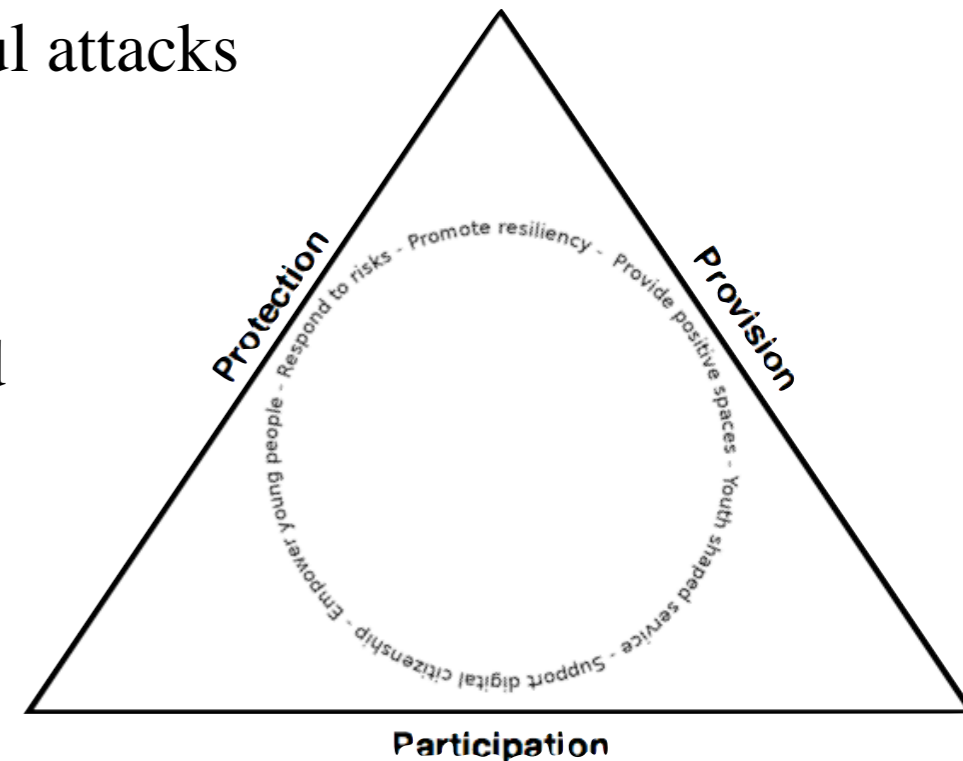 attacks
Protection
Provision
Promote resiliency - Provide positive spaces - Youth shaped service - Support digital citizenship - Empower young people - Respond to risks -
Participation